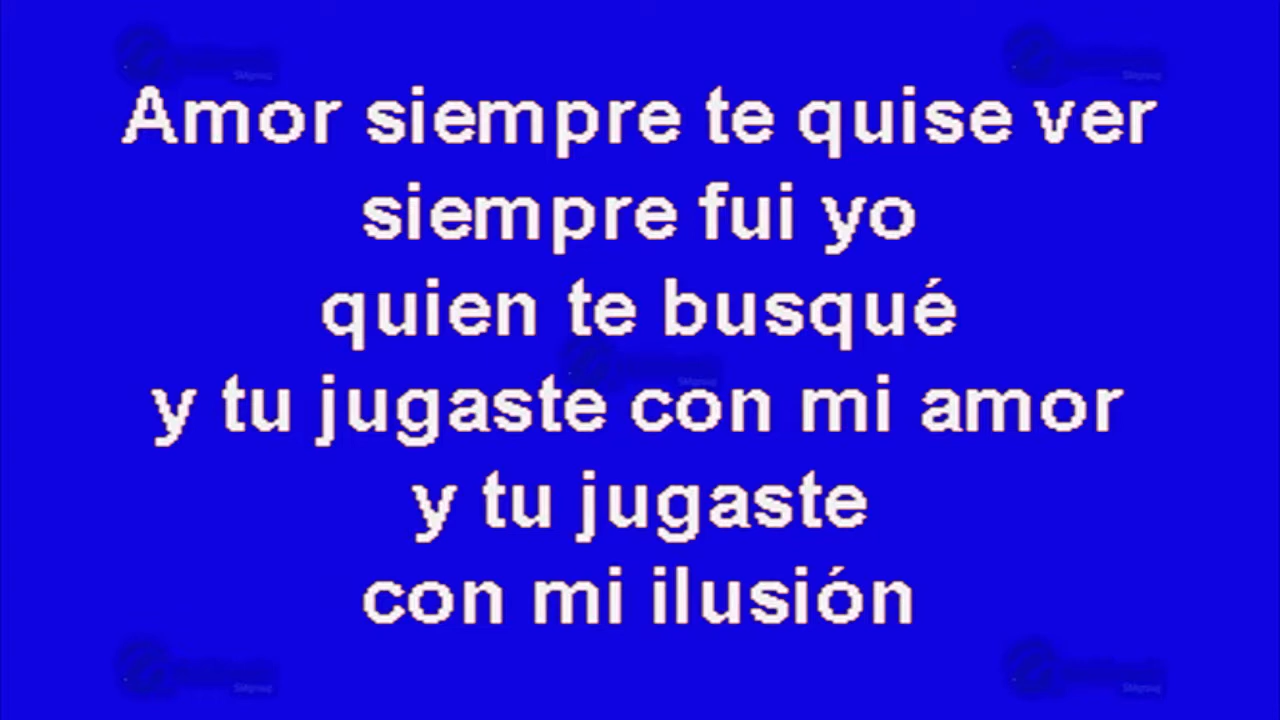 Amor siempre te quise ver
siempre fui yo
quien te busqué
y tu jugaste con mi amor
y tu jugaste
con mi ilusión